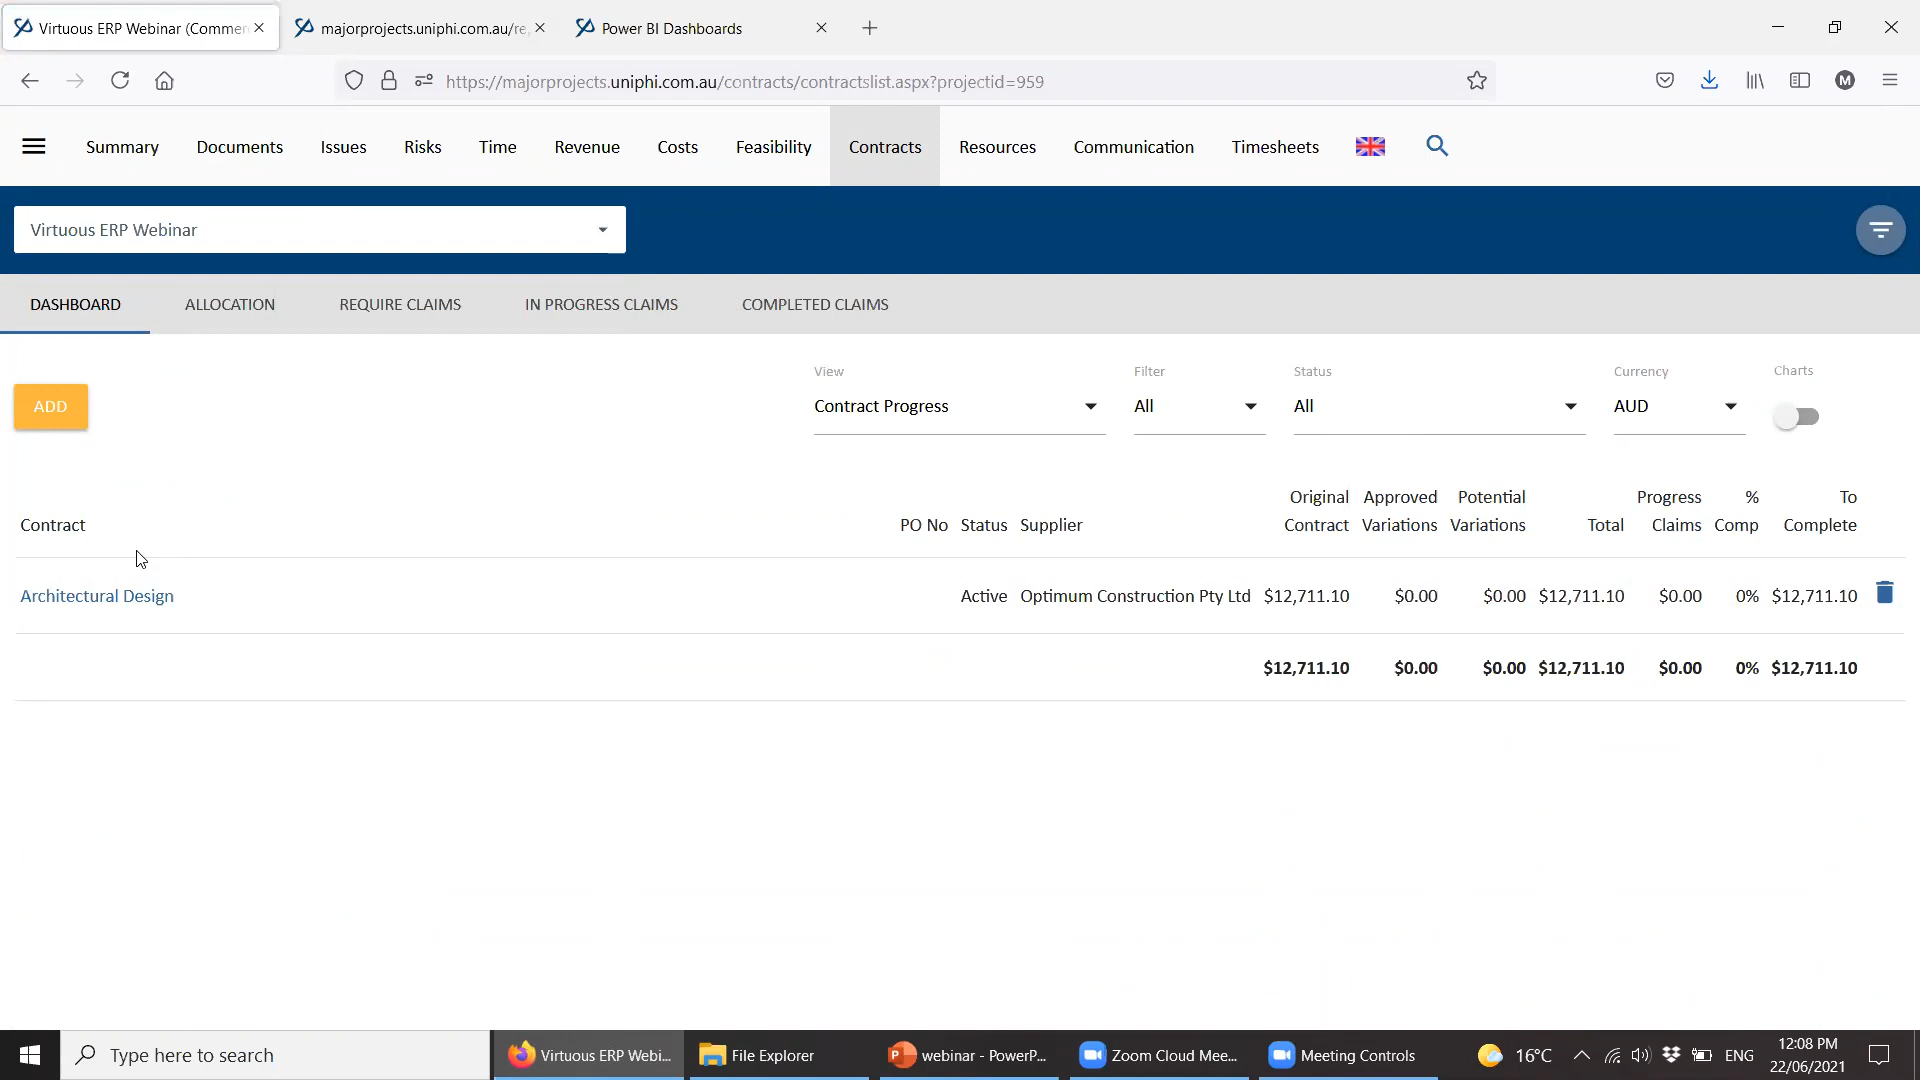 Virtuous ERP Webinar (Commer
majorprojects.uniphi.com.au/re
Power BI Dashboards
https://majorprojects.uniphi.com.au/contracts/contractslist.aspx?projectid=959
M
Summary Documents Issues Risks Time Revenue Costs Feasibility Contracts Resources Communication Timesheets
Virtuous ERP Webinar
DASHBOARD ALLOCATION REQUIRE CLAIMS IN PROGRESS CLAIMS COMPLETED CLAIMS
View Filter Status Currency Charts
ADD Contract Progress All All AUD
Original Approved Potential Progress % To
Contract PO No Status Supplier Contract Variations Variations Total Claims Comp Complete
Architectural Design Active Optimum Construction Pty Ltd $12,711.10 $0.00 $0.00 $12,711.10 $0.00 0% $12,711.10
$12,711.10 $0.00 $0.00 $12,711.10 $0.00 0% $12,711.10
Type here to search Virtuous ERP Webi... File Explorer webinar - PowerP... Zoom Cloud Mee... Meeting Controls 16°C ENG 12:08 PM
22/06/2021